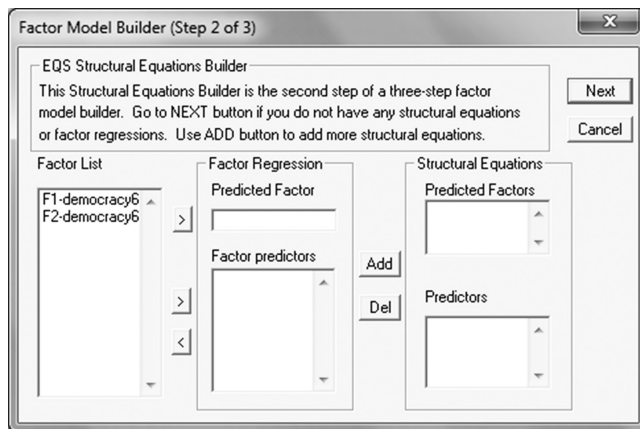 Factor Model Builder (Step 2 of 3)
x
EQS Structural Equations Builder
This Structural Equations Builder is the second step of a three-step factor
model builder. Go to NEXT button if you do not have any structural equations
or factor regressions. Use ADD button to add more structural equations.
Next
Cancel
Factor List
F1-democracy6
F2-democracy6
>
>
<
Factor Regression
Predicted Factor
Factor predictors
Add
Del
Structural Equations
Predicted Factors
Predictors